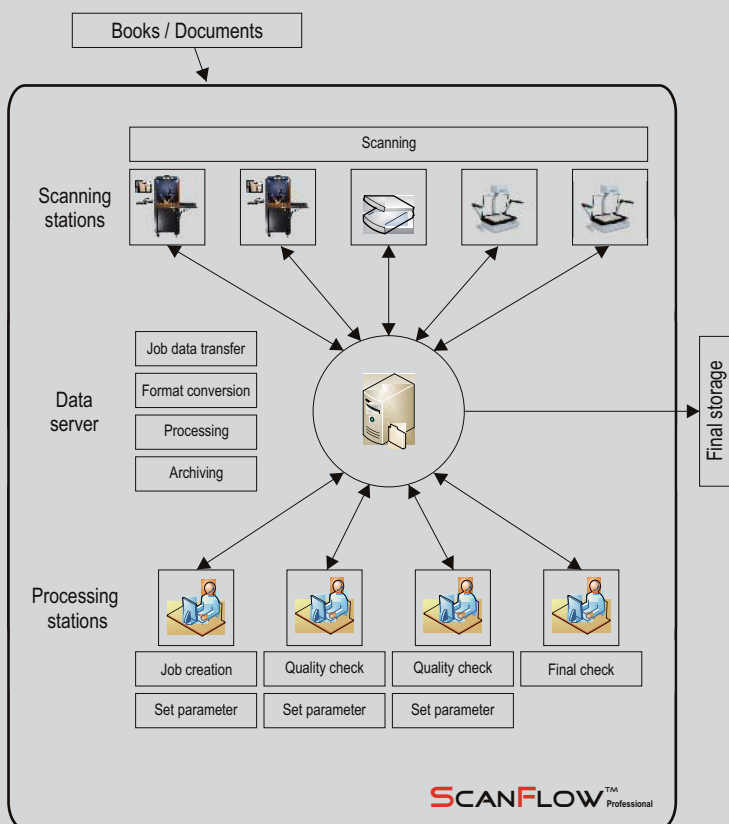 Books / Documents
Scanning
Scanning
stations
Job data transfer
Format conversion
Data
server
Processing
Archiving
Final storage
Processing
stations
Job creation
Quality check
Quality check
Final check
Set parameter
Set parameter
Set parameter
SCANFLOW™
Professional